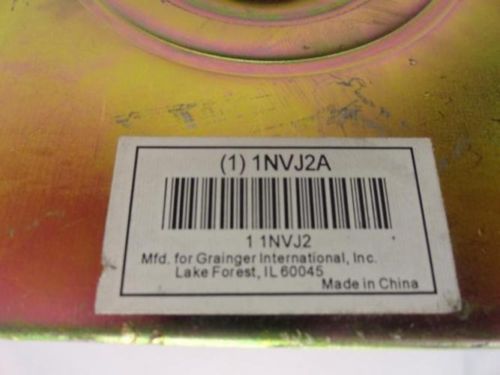 (1) 1NVJ2A
1 1NVJ2
Mfd. for Grainger International, Inc.
Lake Forest, IL 60045
Made in China